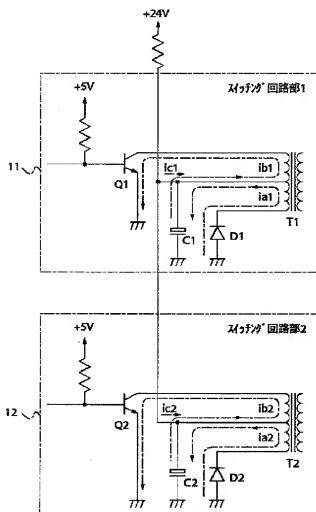 +24V
+5V
スイッチング回路部1
11
Q1
ic1
ib1
ia1
C1
D1
T1
+5V
スイッチング回路部2
12
Q2
ic2
ib2
ia2
C2
D2
T2